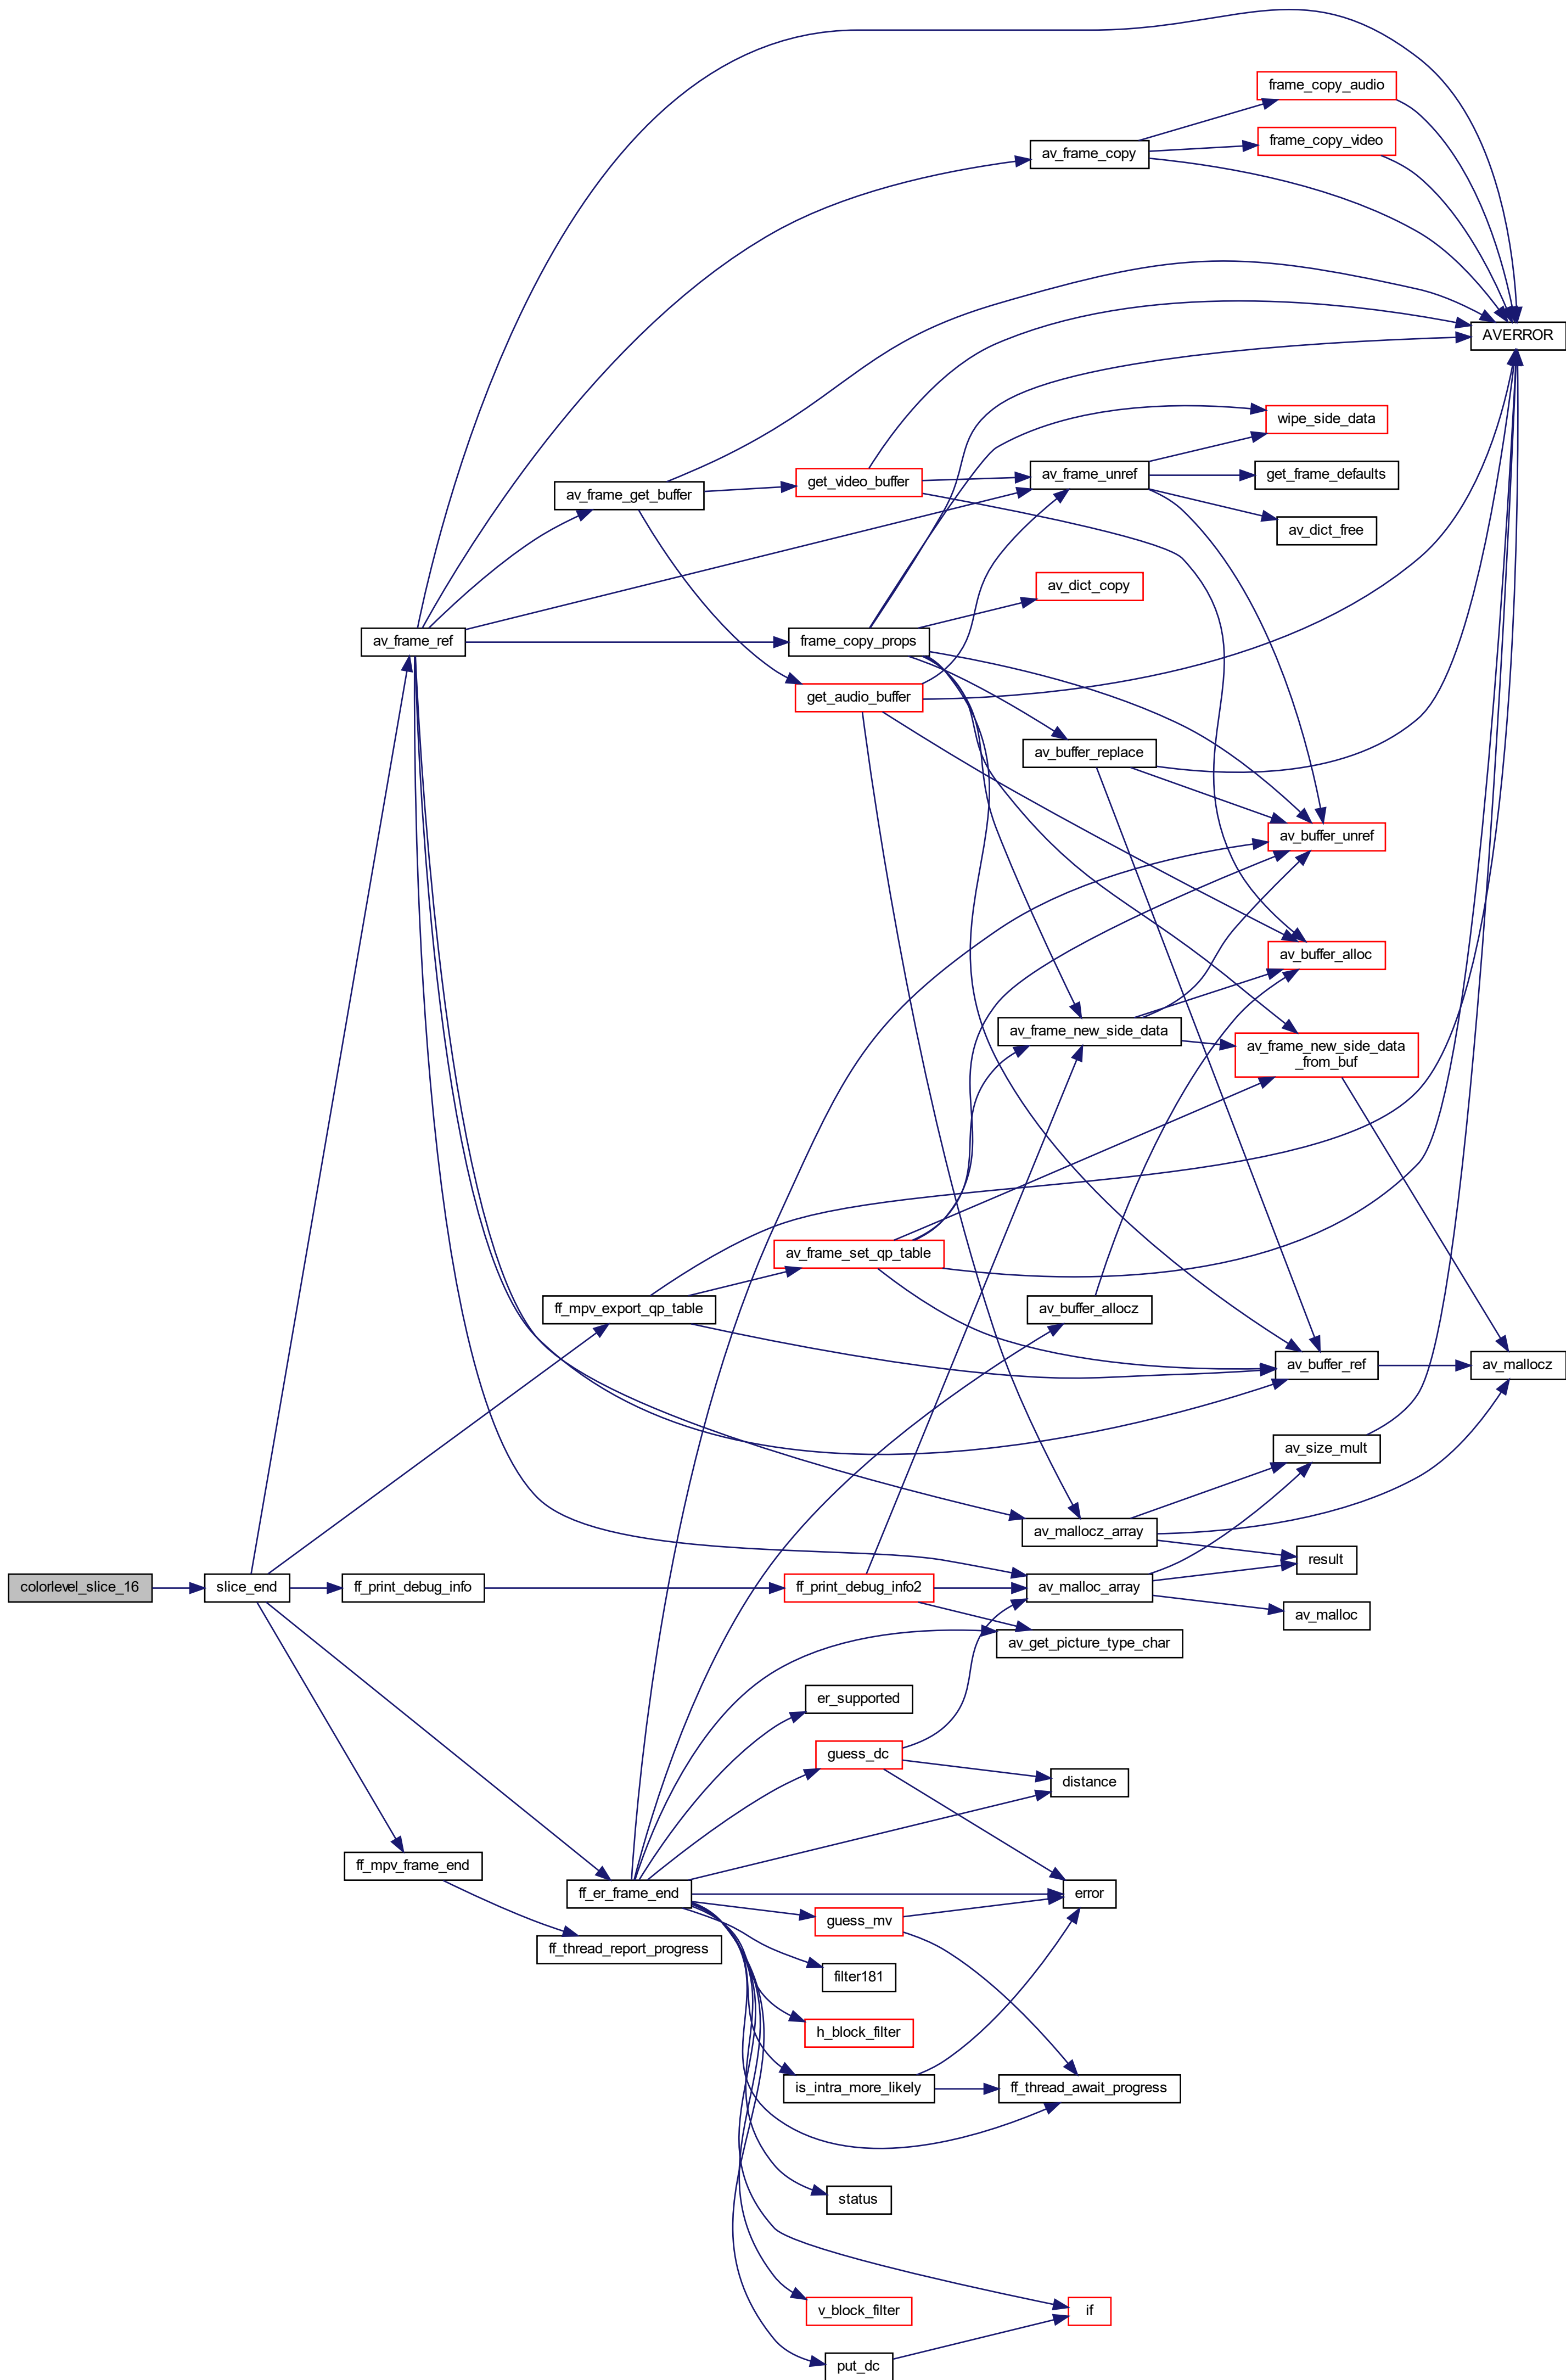 frame_copy_audio
frame_copy_video
av_frame_copy
AVERROR
wipe_side_data
av_frame_unref
get_frame_defaults
get_video_buffer
av_frame_get_buffer
av_dict_free
av_dict_copy
av_frame_ref
frame_copy_props
get_audio_buffer
av_buffer_replace
av_buffer_unref
av_buffer_alloc
av_frame_new_side_data
av_frame_new_side_data
_from_buf
av_frame_set_qp_table
ff_mpv_export_qp_table
av_buffer_allocz
av_buffer_ref
av_mallocz
av_size_mult
av_mallocz_array
result
colorlevel_slice_16
slice_end
ff_print_debug_info
ff_print_debug_info2
av_malloc_array
av_malloc
av_get_picture_type_char
er_supported
guess_dc
distance
ff_mpv_frame_end
ff_er_frame_end
error
guess_mv
ff_thread_report_progress
filter181
h_block_filter
is_intra_more_likely
ff_thread_await_progress
status
v_block_filter
if
put_dc